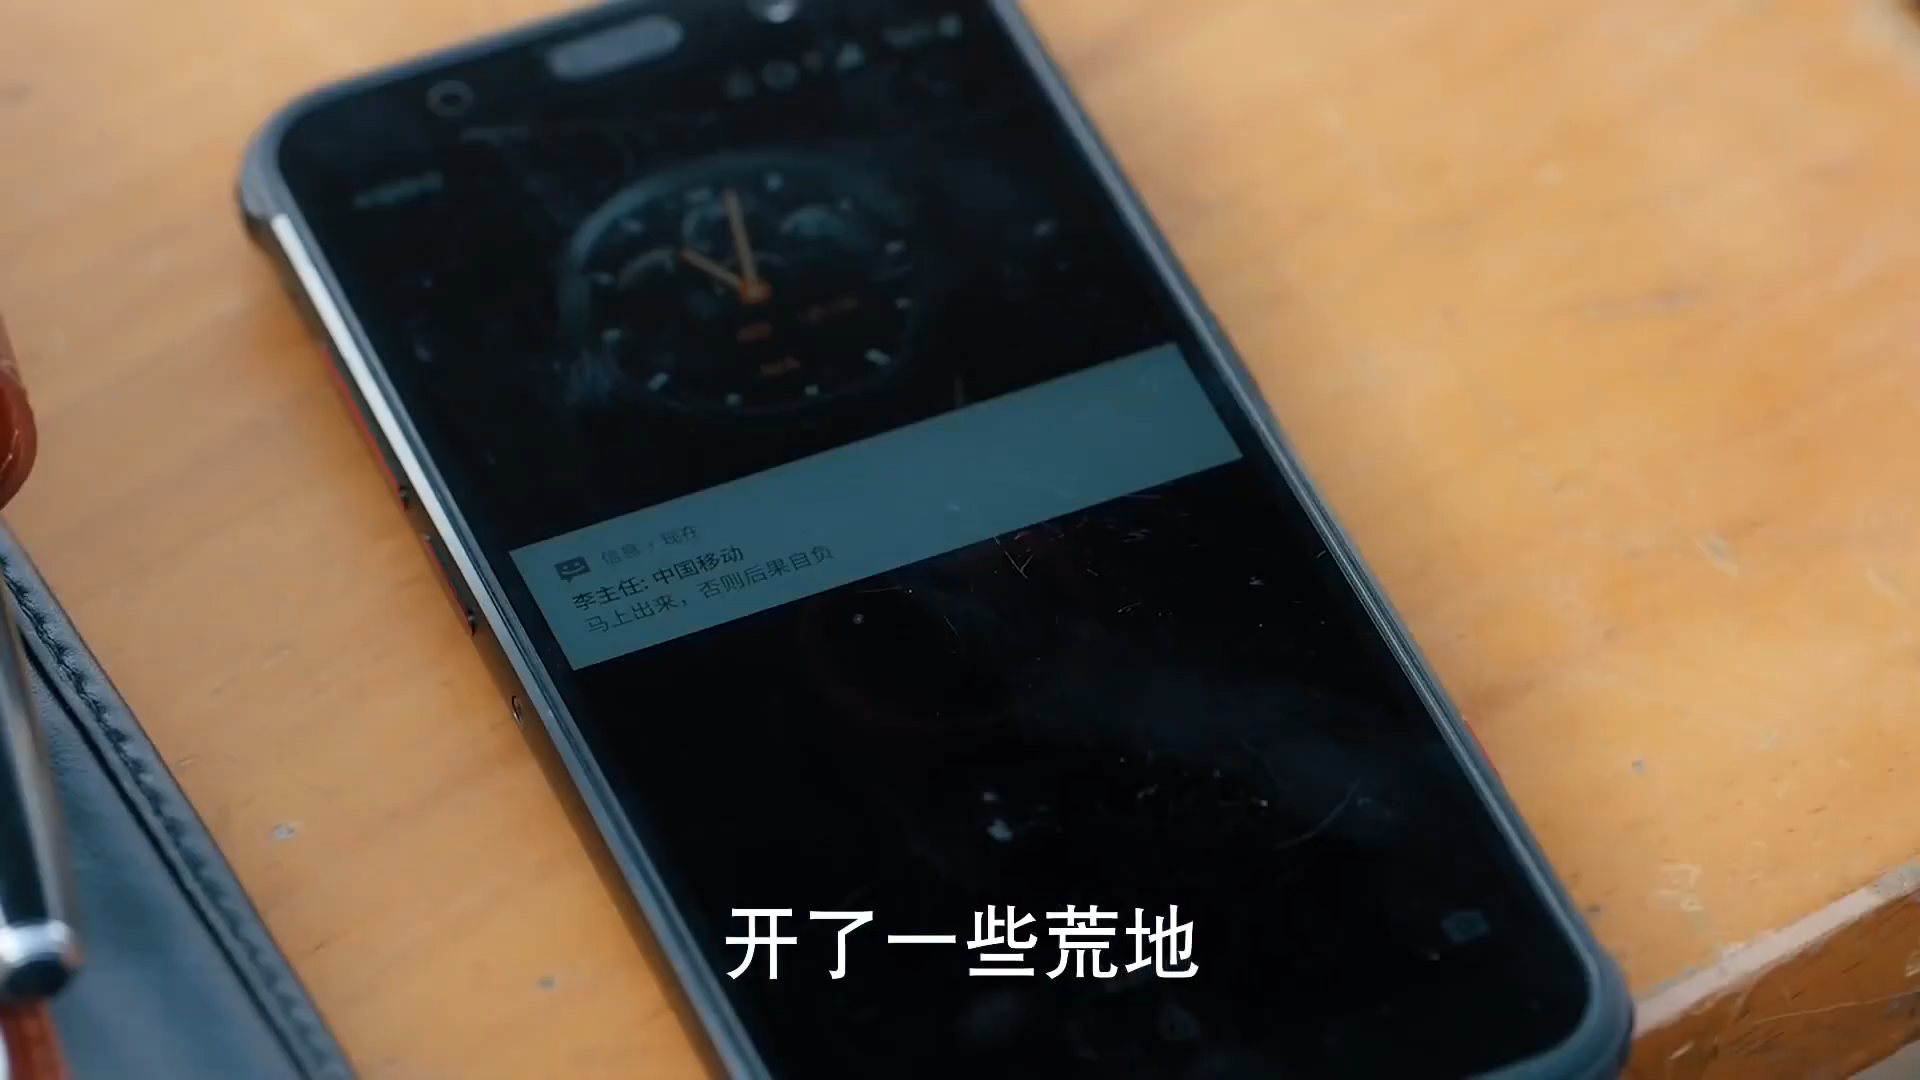 信息 · 现在
李主任: 中国移动
马上出来，否则后果自负
开了一些荒地